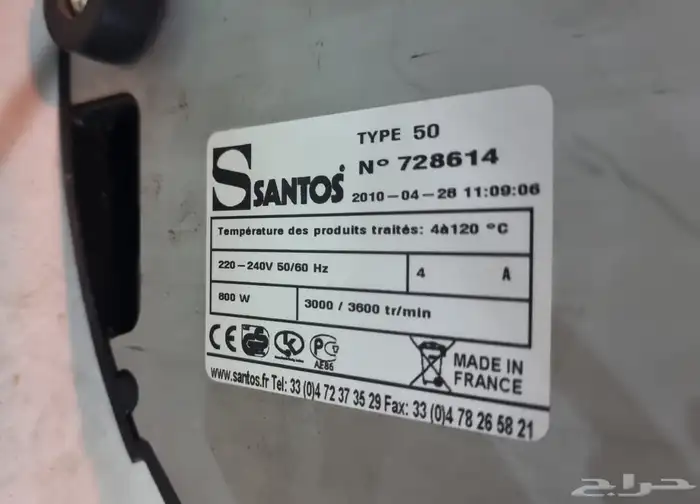 TYPE 50
SANTOS
Nº 728614
2010-04-28 11:09:06
Température des produits traités: 4à120 °C
220-240V 50/60 Hz
4 A
600 W
3000 / 3600 tr/min
CE
AE86
MADE IN
FRANCE
www.santos.fr Tel: 33 (0)4 72 37 35 29 Fax: 33 (0)4 78 26 58 21
حراج